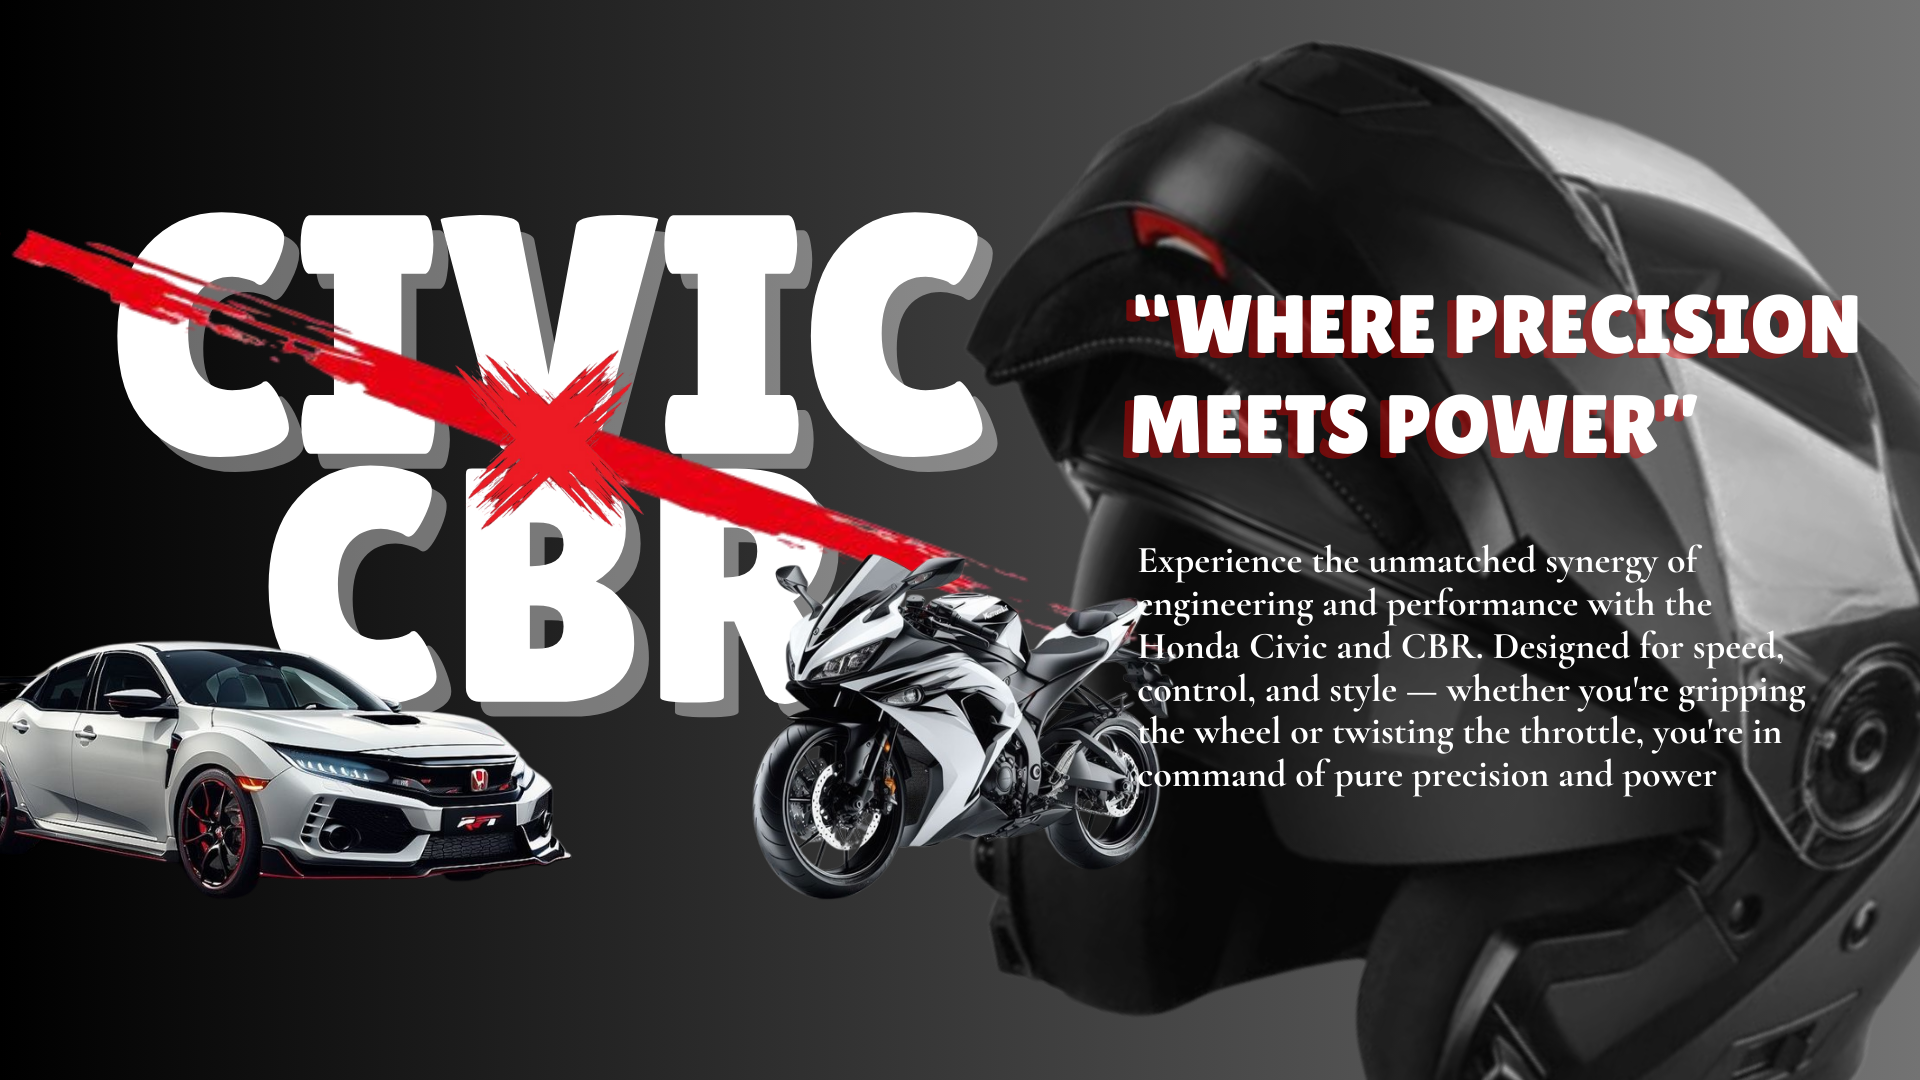 CIVIC
CBR
“WHERE PRECISION
MEETS POWER”
Experience the unmatched synergy of
engineering and performance with the
Honda Civic and CBR. Designed for speed,
control, and style — whether you're gripping
the wheel or twisting the throttle, you're in
command of pure precision and power